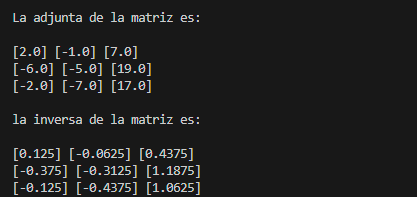 La adjunta de la matriz es:
[2.0] [-1.0] [7.0]
[-6.0] [-5.0] [19.0]
[-2.0] [-7.0] [17.0]
la inversa de la matriz es:
[0.125] [-0.0625] [0.4375]
[-0.375] [-0.3125] [1.1875]
[-0.125] [-0.4375] [1.0625]